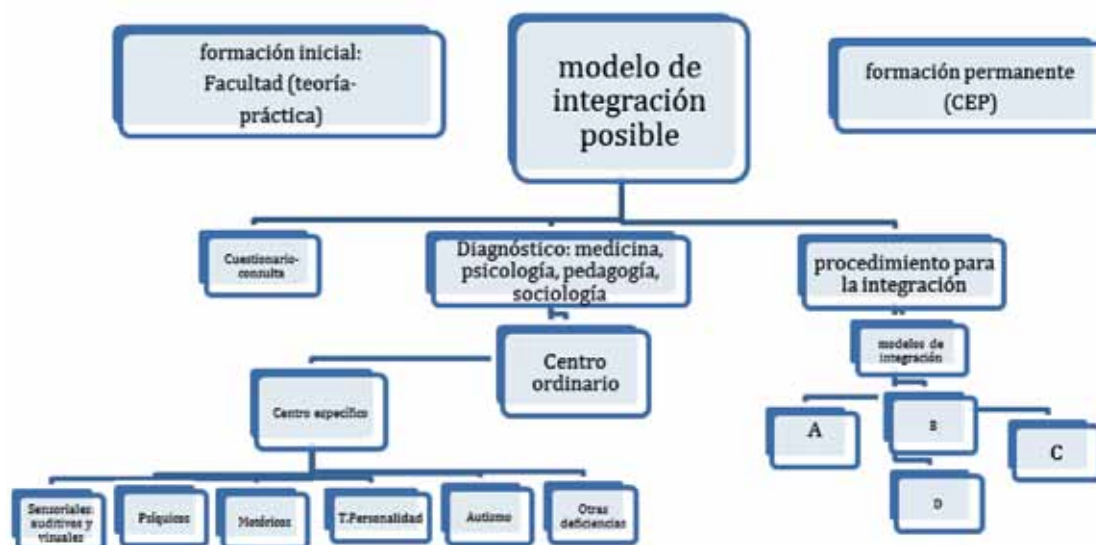 formación inicial:
Facultad (teoría-
práctica)
modelo de
integración
posible
formación permanente
(CEP)
Cuestionario-
consulta
Diagnóstico: medicina,
psicología, pedagogía,
sociología
procedimiento para
la integración
Centro
ordinario
modelos de
integración
Centro específico
A
B
C
D
Sensoriales:
auditivos y
visuales
Psíquicos
Motóricos
T.Personalidad
Autismo
Otras
deficiencias